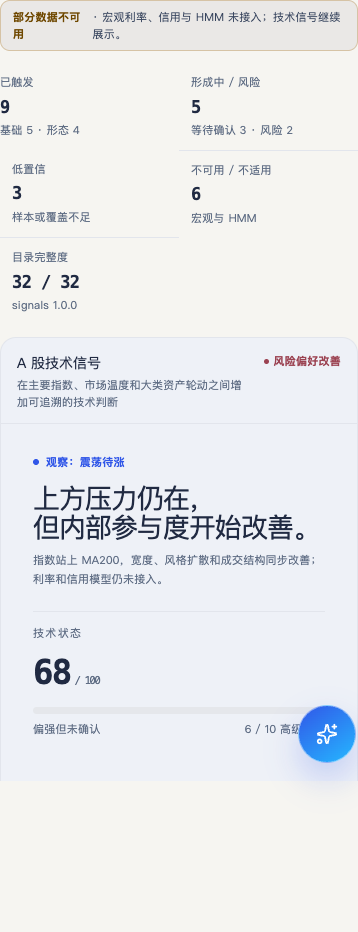 部分数据不可用
· 宏观利率、信用与 HMM 未接入；技术信号继续展示。
已触发
9
基础 5 · 形态 4
形成中 / 风险
5
等待确认 3 · 风险 2
低置信
3
样本或覆盖不足
不可用 / 不适用
6
宏观与 HMM
目录完整度
32 / 32
signals 1.0.0
A 股技术信号
风险偏好改善
在主要指数、市场温度和大类资产轮动之间增
加可追溯的技术判断
观察：震荡待涨
上方压力仍在，
但内部参与度开始改善。
指数站上 MA200，宽度、风格扩散和成交结构同步改善；
利率和信用模型仍未接入。
技术状态
68 / 100
偏强但未确认
6 / 10 高级